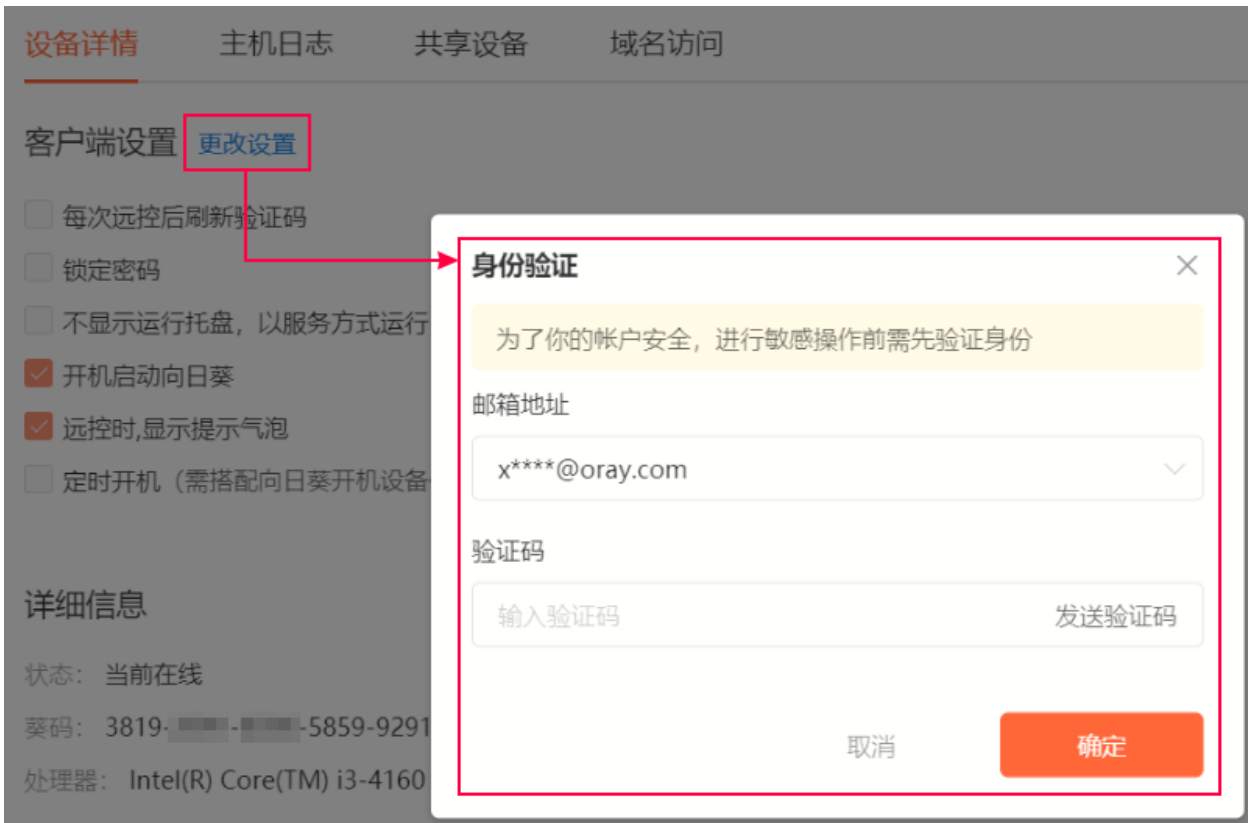 设备详情 主机日志 共享设备 域名访问
客户端设置 更改设置
每次远控后刷新验证码
锁定密码
不显示运行托盘，以服务方式运行
开机启动向日葵
远控时,显示提示气泡
定时开机（需搭配向日葵开机设备
详细信息
状态： 当前在线
葵码： 3819- - -5859-9291
处理器： Intel(R) Core(TM) i3-4160
身份验证
为了你的帐户安全，进行敏感操作前需先验证身份
邮箱地址
x****@oray.com
验证码
输入验证码 发送验证码
取消 确定